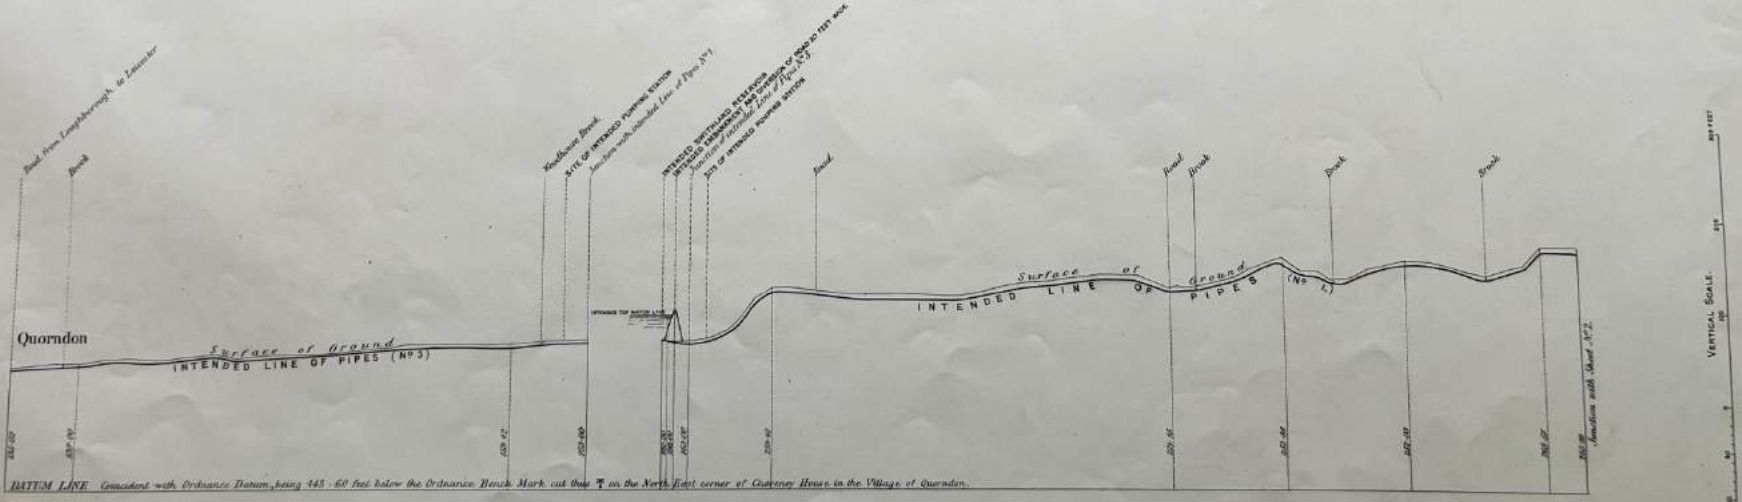 Road from Loughborough to Leicester
Brook
Woodhouse Brook.
SITE OF INTENDED PUMPING STATION
Junction with intended Line of Pipes No. 1.
INTENDED SWITHLAND RESERVOIR
INTENDED EMBANKMENT AND DIVERSION OF ROAD 20 FEET WIDE
Junction of intended Line of Pipes No. 3
SITE OF INTENDED PUMPING STATION
Road
Road
Brook
Brook
Brook
Quorndon
Surface of Ground
INTENDED LINE OF PIPES (No. 3)
INTENDED TOP WATER LINE
Surface of Ground
INTENDED LINE OF PIPES (No. 1.)
Junction with Sheet No. 2.
VERTICAL SCALE.
DATUM LINE Coincident with Ordnance Datum, being 448·60 feet below the Ordnance Bench Mark cut thus on the North East corner of House in the Village of Quorndon.